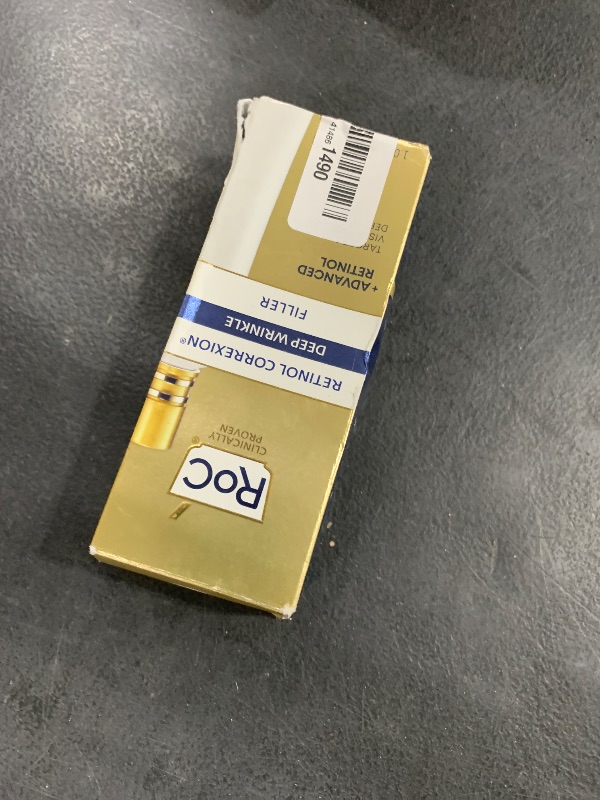 RoC®
CLINICALLY
PROVEN
RETINOL CORREXION®
DEEP WRINKLE
FILLER
+ADVANCED
RETINOL
1490